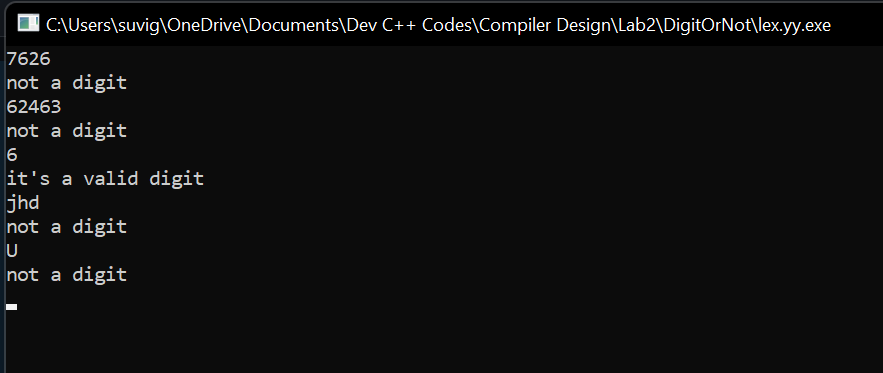 C:\Users\suvig\OneDrive\Documents\Dev C++ Codes\Compiler Design\Lab2\DigitOrNot\lex.yy.exe
7626
not a digit
62463
not a digit
6
it's a valid digit
jhd
not a digit
U
not a digit